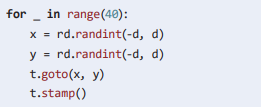 for _ in range(40):
    x = rd.randint(-d, d)
    y = rd.randint(-d, d)
    t.goto(x, y)
    t.stamp()